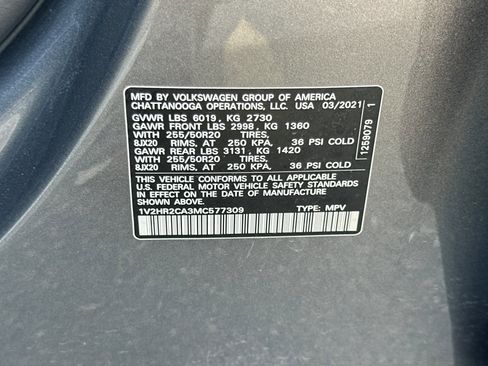 MFD BY VOLKSWAGEN GROUP OF AMERICA
CHATTANOOGA OPERATIONS, LLC. USA 03/2021
GVWR LBS 6019, KG 2730
GAWR FRONT LBS 2998, KG 1360
WITH 255/50R20 TIRES,
8JX20 RIMS, AT 250 KPA, 36 PSI COLD
GAWR REAR LBS 3131, KG 1420
WITH 255/50R20 TIRES,
8JX20 RIMS, AT 250 KPA, 36 PSI COLD
THIS VEHICLE CONFORMS TO ALL APPLICABLE
U.S. FEDERAL MOTOR VEHICLE SAFETY STANDARDS
IN EFFECT ON THE DATE OF MANUFACTURE
SHOWN ABOVE.
1V2HR2CA3MC577309 TYPE: MPV
1259079 1